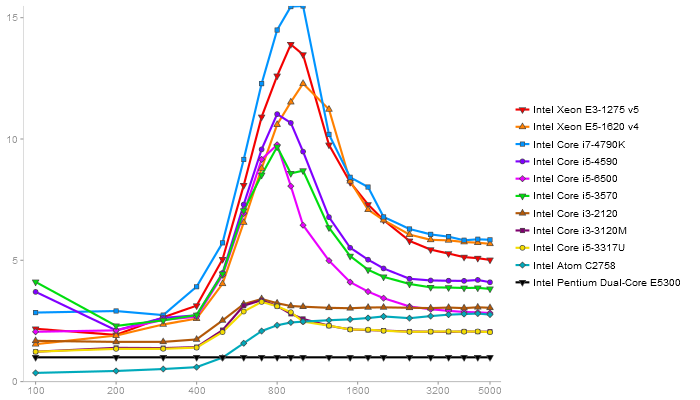 15
10
5
0
100 200 400 800 1600 3200 5000
Intel Xeon E3-1275 v5
Intel Xeon E5-1620 v4
Intel Core i7-4790K
Intel Core i5-4590
Intel Core i5-6500
Intel Core i5-3570
Intel Core i3-2120
Intel Core i3-3120M
Intel Core i5-3317U
Intel Atom C2758
Intel Pentium Dual-Core E5300